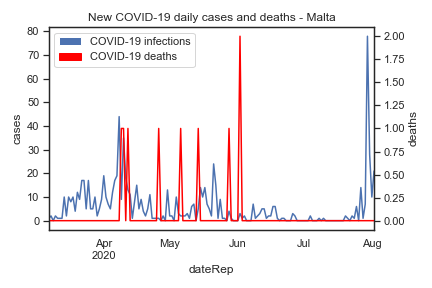 New COVID-19 daily cases and deaths - Malta
COVID-19 infections
COVID-19 deaths
80
70
60
50
40
30
20
10
0
cases
2.00
1.75
1.50
1.25
1.00
0.75
0.50
0.25
0.00
deaths
Apr May Jun Jul Aug
2020
dateRep